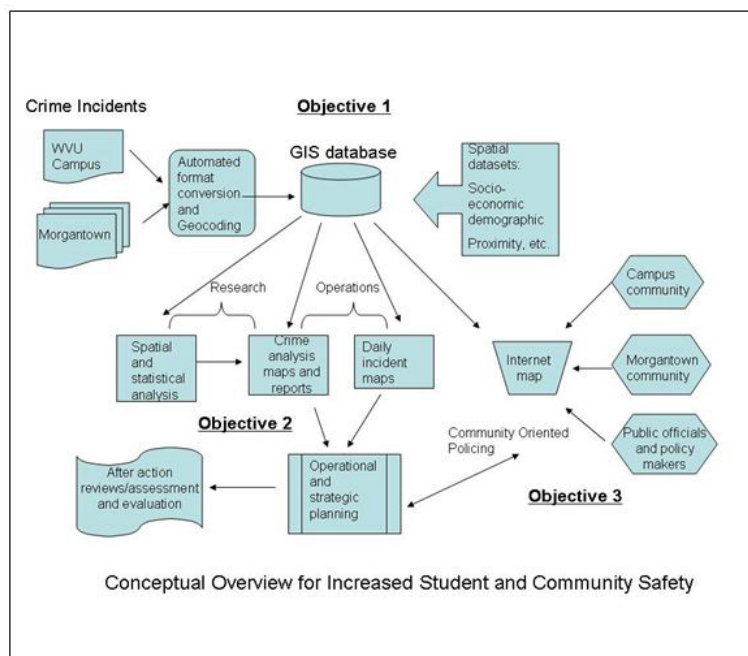 Objective 1
Crime Incidents
WVU
Campus
Morgantown
Automated
format
conversion
and
Geocoding
GIS database
Spatial
datasets:
Socio-
economic
demographic
Proximity, etc.
Research
Operations
Spatial
and
statistical
analysis
Crime
analysis
maps and
reports
Daily
incident
maps
Internet
map
Campus
community
Morgantown
community
Public officials
and policy
makers
Objective 2
Community Oriented
Policing
Objective 3
After action
reviews/assessment
and evaluation
Operational
and
strategic
planning
Conceptual Overview for Increased Student and Community Safety